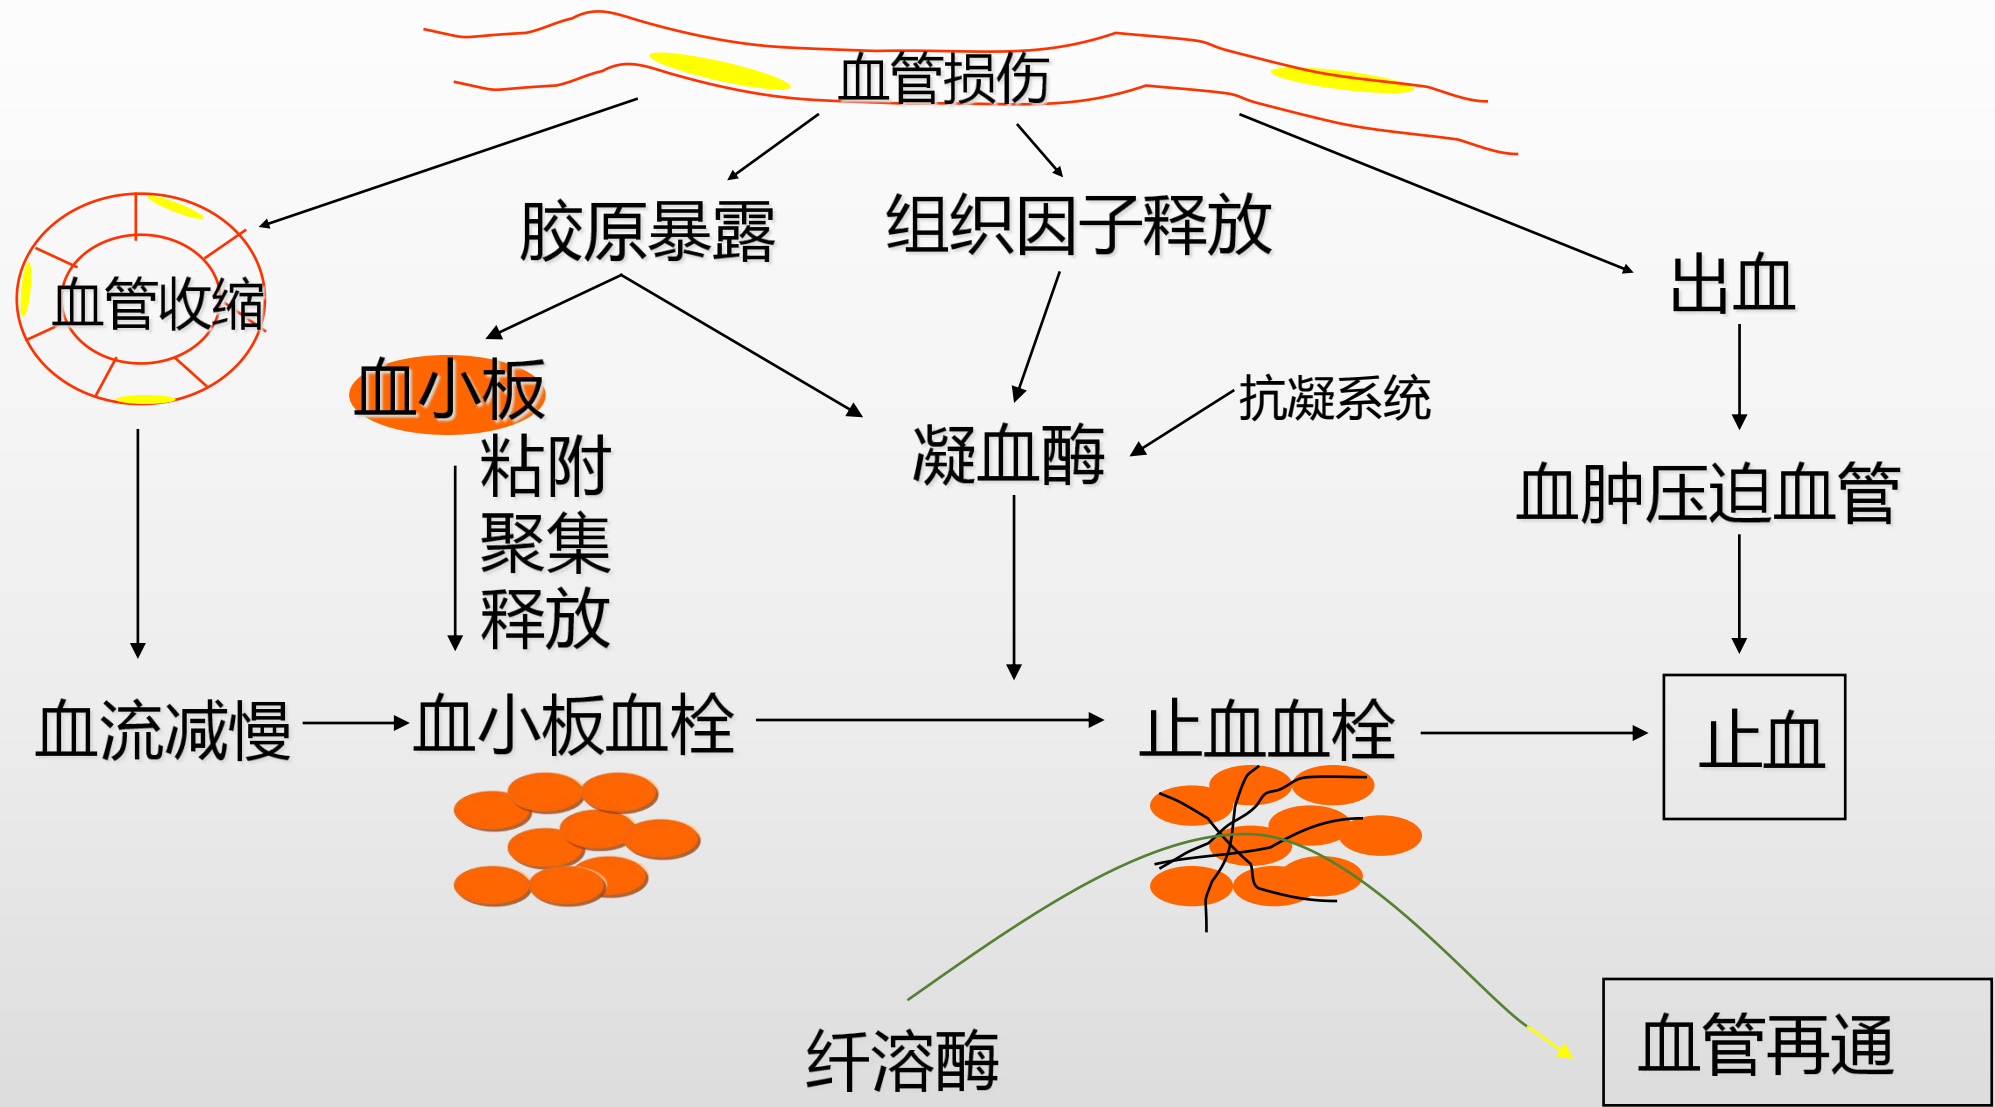 血管损伤
胶原暴露
组织因子释放
出血
血管收缩
血小板
抗凝系统
粘附
聚集
释放
凝血酶
血肿压迫血管
血流减慢
血小板血栓
止血血栓
止血
纤溶酶
血管再通